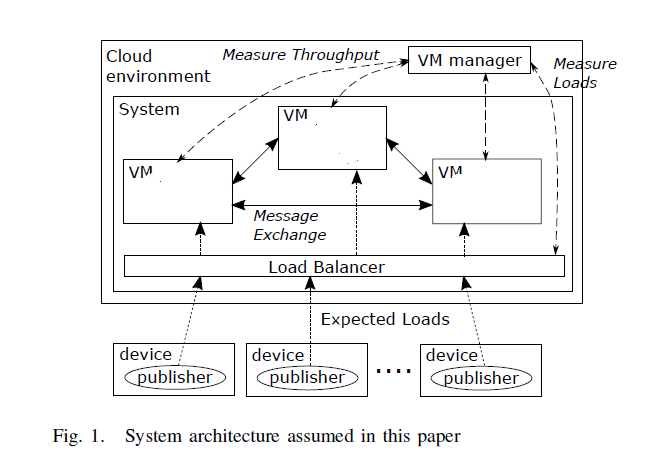 Cloud
environment
Measure Throughput
VM manager
Measure
Loads
System
VM
VM
VM
Message
Exchange
Load Balancer
Expected Loads
device
publisher
device
publisher
....
device
publisher
Fig. 1. System architecture assumed in this paper